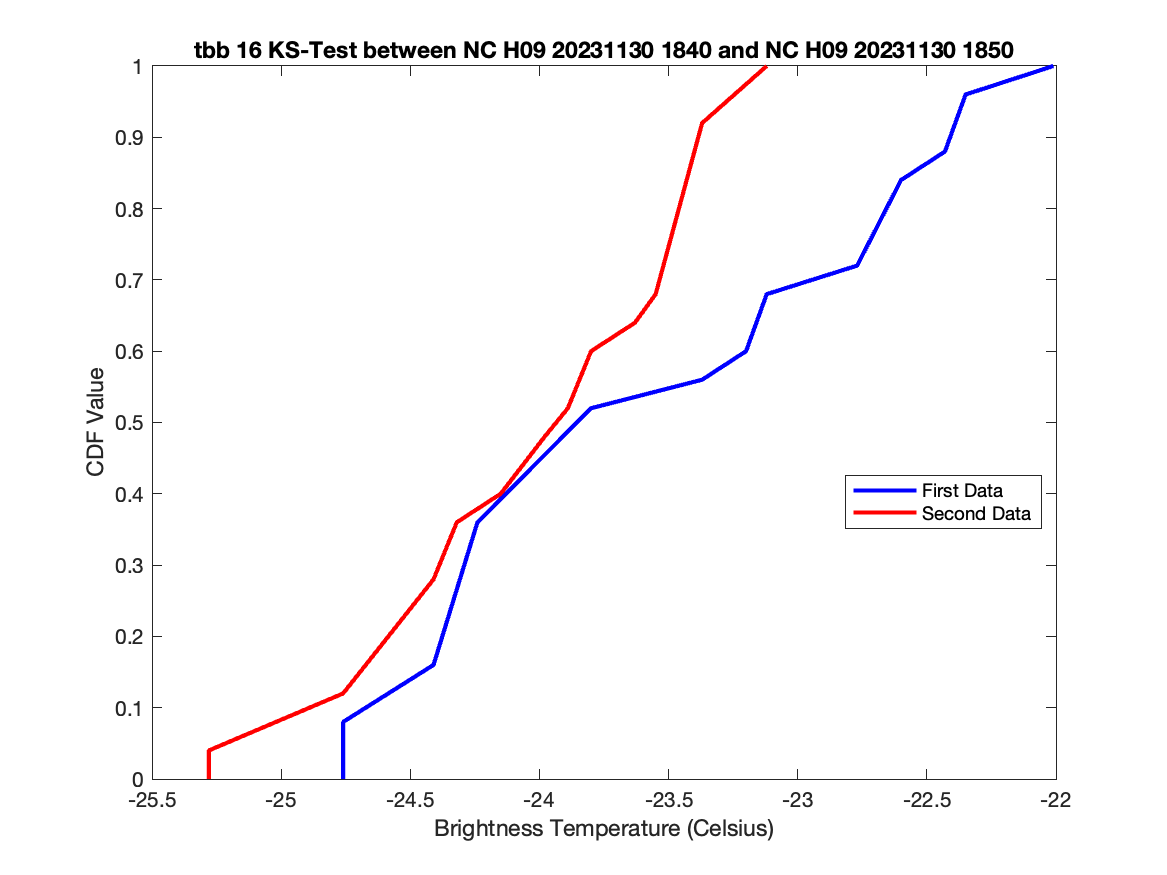 tbb 16 KS-Test between NC H09 20231130 1840 and NC H09 20231130 1850
1
0.9
0.8
0.7
0.6
0.5
0.4
0.3
0.2
0.1
0
CDF Value
First Data
Second Data
-25.5 -25 -24.5 -24 -23.5 -23 -22.5 -22
Brightness Temperature (Celsius)